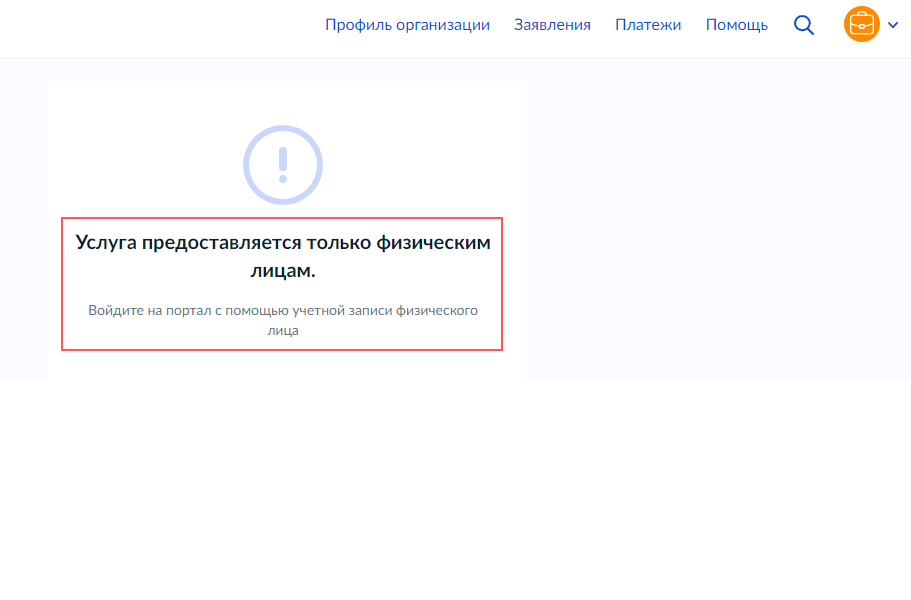 Профиль организации Заявления Платежи Помощь
Услуга предоставляется только физическим
лицам.
Войдите на портал с помощью учетной записи физического
лица